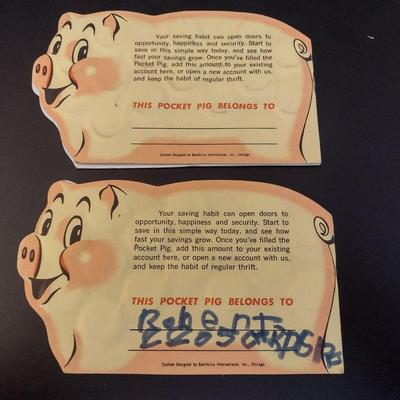 Your saving habit can open doors to
opportunity, happiness and security. Start to
save in this simple way today, and see how
fast your savings grow. Once you've filled the
Pocket Pig, add this amount to your existing
account here, or open a new account with us,
and keep the habit of regular thrift.
THIS POCKET PIG BELONGS TO
Custom Designed by Bankthrico International, Inc., Chicago
Your saving habit can open doors to
opportunity, happiness and security. Start to
save in this simple way today, and see how
fast your savings grow. Once you've filled the
Pocket Pig, add this amount to your existing
account here, or open a new account with us,
and keep the habit of regular thrift.
THIS POCKET PIG BELONGS TO
Custom Designed by Bankthrico International, Inc., Chicago